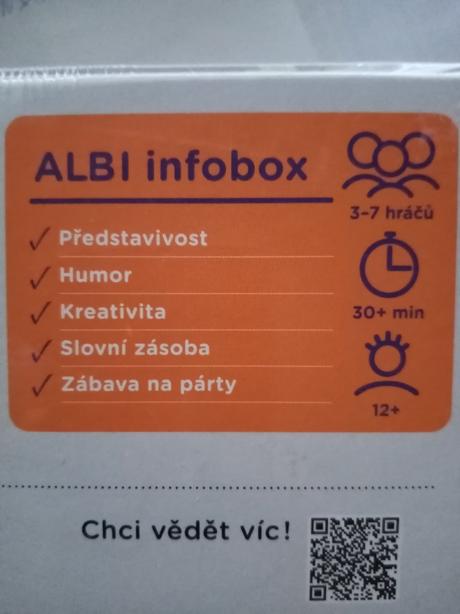 ALBI infobox
Představivost
Humor
Kreativita
Slovní zásoba
Zábava na párty
3-7 hráčů
30+ min
12+
Chci vědět víc!